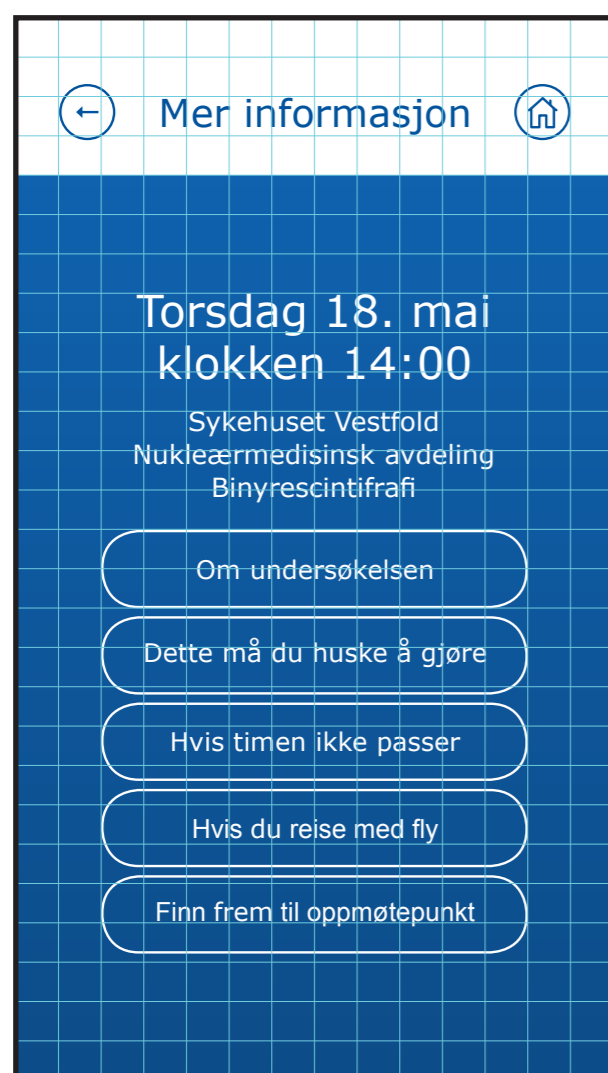 Mer informasjon
Torsdag 18. mai
klokken 14:00
Sykehuset Vestfold
Nukleærmedisinsk avdeling
Binyrescintifrafi
Om undersøkelsen
Dette må du huske å gjøre
Hvis timen ikke passer
Hvis du reise med fly
Finn frem til oppmøtepunkt